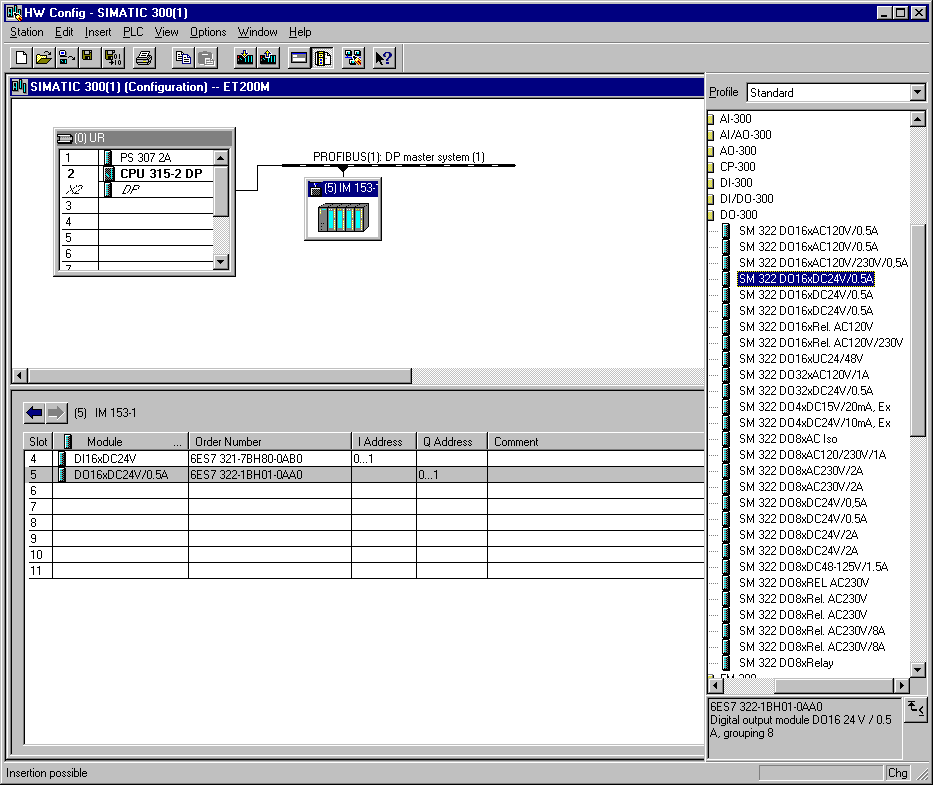 HW Config - SIMATIC 300(1)
Station Edit Insert PLC View Options Window Help
SIMATIC 300(1) (Configuration) -- ET200M
(0) UR
1 PS 307 2A
2 CPU 315-2 DP
X2 DP
3
4
5
6
7
PROFIBUS(1): DP master system (1)
(5) IM 153-
(5) IM 153-1
Slot Module ... Order Number I Address Q Address Comment
4 DI16xDC24V 6ES7 321-7BH80-0AB0 0...1
5 DO16xDC24V/0.5A 6ES7 322-1BH01-0AA0 0...1
6
7
8
9
10
11
Profile Standard
AI-300
AI/AO-300
AO-300
CP-300
DI-300
DI/DO-300
DO-300
SM 322 DO16xAC120V/0.5A
SM 322 DO16xAC120V/0.5A
SM 322 DO16xAC120V/230V/0,5A
SM 322 DO16xDC24V/0.5A
SM 322 DO16xDC24V/0.5A
SM 322 DO16xDC24V/0.5A
SM 322 DO16xRel. AC120V
SM 322 DO16xRel. AC120V/230V
SM 322 DO16xUC24/48V
SM 322 DO32xAC120V/1A
SM 322 DO32xDC24V/0.5A
SM 322 DO4xDC15V/20mA, Ex
SM 322 DO4xDC24V/10mA, Ex
SM 322 DO8xAC Iso
SM 322 DO8xAC120/230V/1A
SM 322 DO8xAC230V/2A
SM 322 DO8xAC230V/2A
SM 322 DO8xDC24V/0,5A
SM 322 DO8xDC24V/0.5A
SM 322 DO8xDC24V/2A
SM 322 DO8xDC24V/2A
SM 322 DO8xDC48-125V/1.5A
SM 322 DO8xREL AC230V
SM 322 DO8xRel. AC230V
SM 322 DO8xRel. AC230V
SM 322 DO8xRel. AC230V/8A
SM 322 DO8xRel. AC230V/8A
SM 322 DO8xRelay
6ES7 322-1BH01-0AA0
Digital output module DO16 24 V / 0.5
A, grouping 8
Insertion possible
Chg